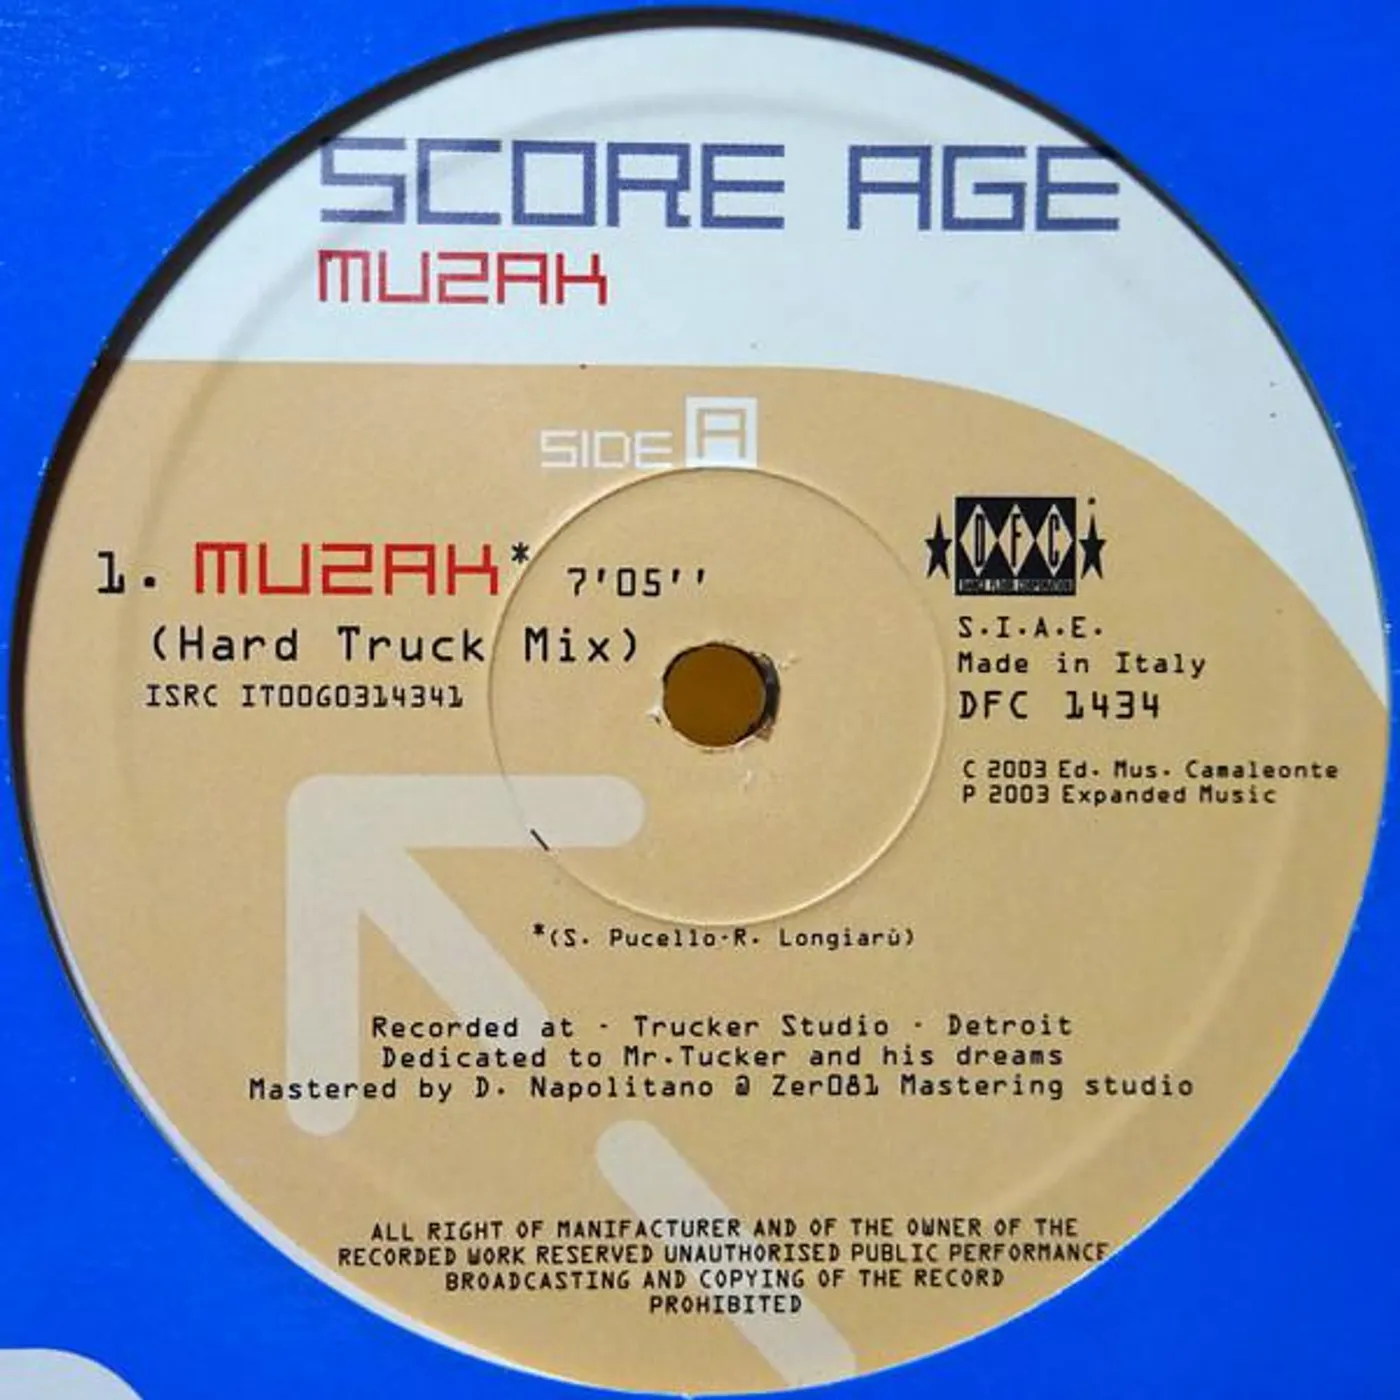 SCORE AGE
MUZAK
SIDE A
1. MUZAK* 7'05''
(Hard Truck Mix)
ISRC IT00G0314341
DFC
DANCE FLOOR CORPORATION
S.I.A.E.
Made in Italy
DFC 1434
C 2003 Ed. Mus. Camaleonte
P 2003 Expanded Music
*(S. Pucello-R. Longiarù)
Recorded at - Trucker Studio - Detroit
Dedicated to Mr.Tucker and his dreams
Mastered by D. Napolitano @ Zer081 Mastering studio
ALL RIGHT OF MANIFACTURER AND OF THE OWNER OF THE
RECORDED WORK RESERVED UNAUTHORISED PUBLIC PERFORMANCE
BROADCASTING AND COPYING OF THE RECORD
PROHIBITED